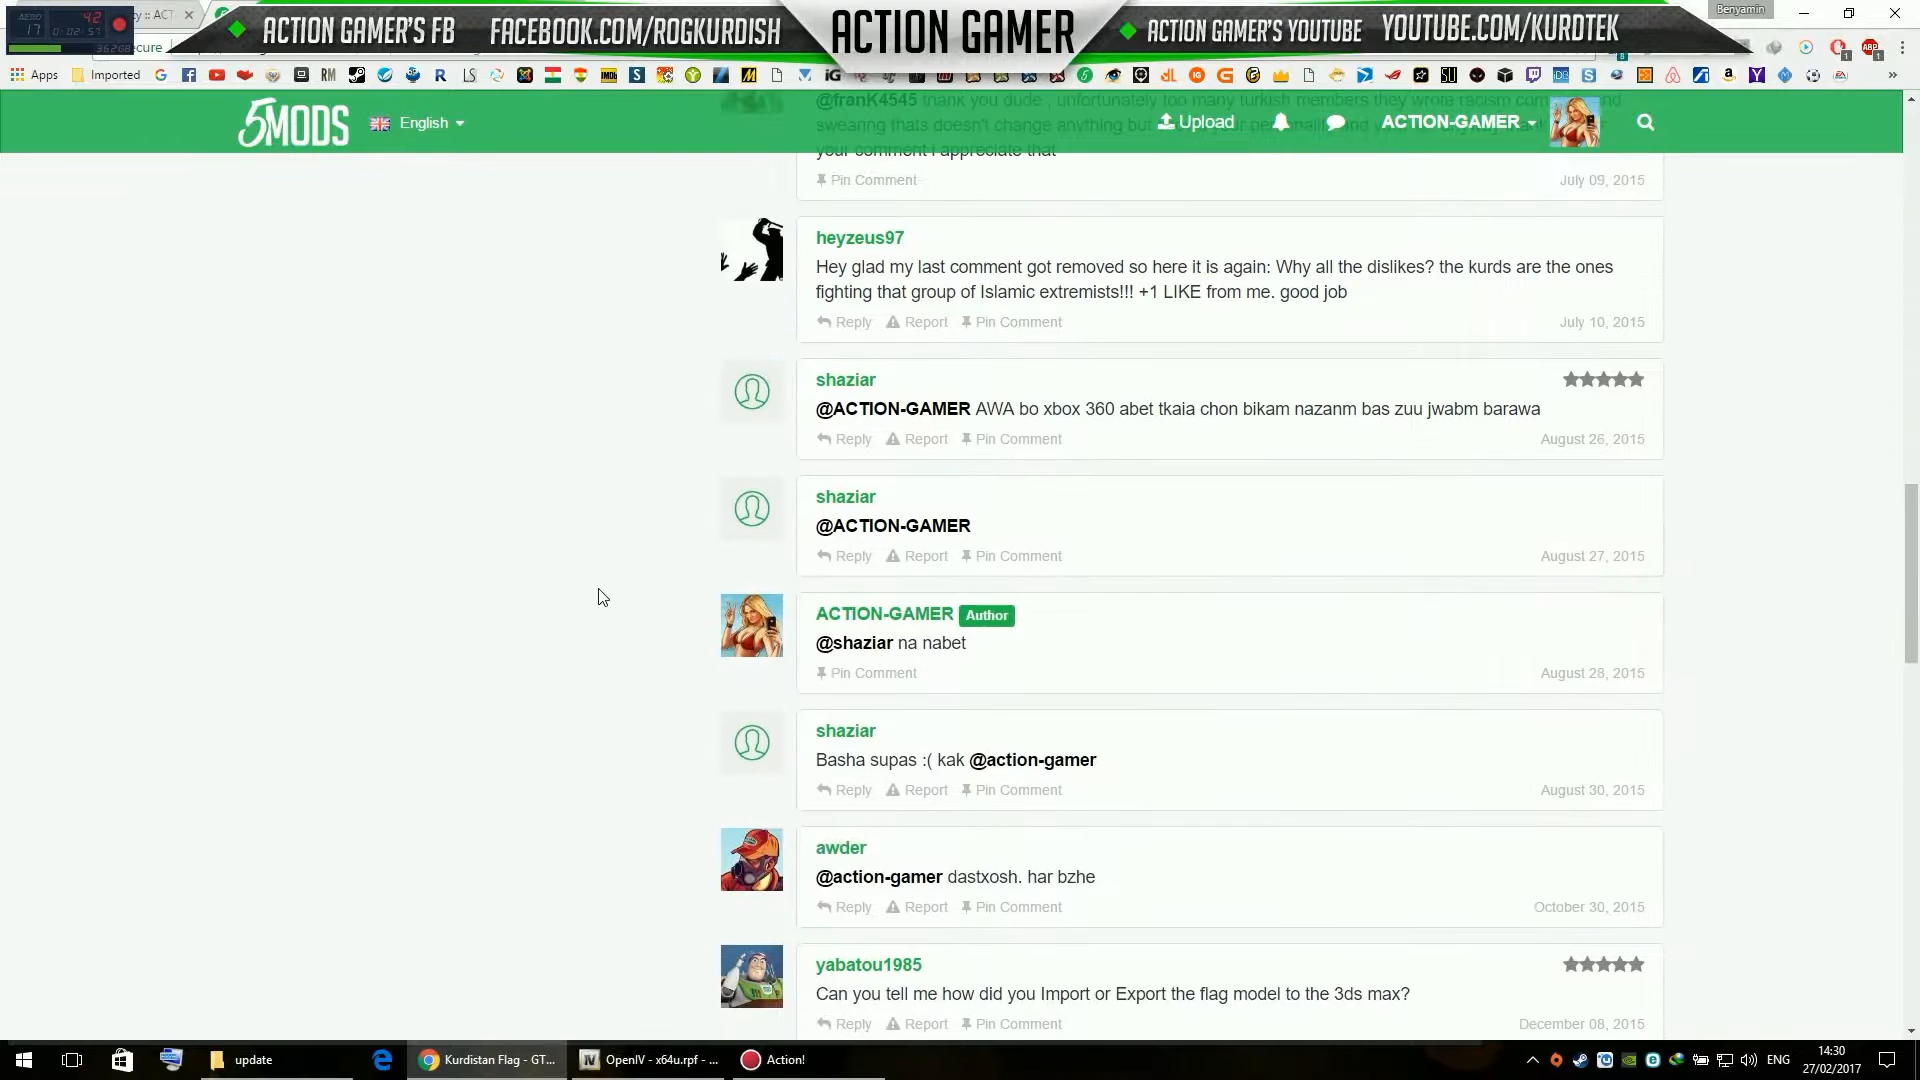 AERO
17
42
0:02:57
362GB
ACTION GAMER'S FB
FACEBOOK.COM/ROGKURDISH
ACTION GAMER
ACTION GAMER'S YOUTUBE
YOUTUBE.COM/KURDTEK
Benyamin
Apps
Imported
5MODS
English
Upload
ACTION-GAMER
@franK4545 thank you dude , unfortunately too many turkish members they wrote racism
swearing thats doesn't change anything but
your comment i appreciate that
Pin Comment
July 09, 2015
heyzeus97
Hey glad my last comment got removed so here it is again: Why all the dislikes? the kurds are the ones
fighting that group of Islamic extremists!!! +1 LIKE from me. good job
Reply Report Pin Comment
July 10, 2015
shaziar
@ACTION-GAMER AWA bo xbox 360 abet tkaia chon bikam nazanm bas zuu jwabm barawa
Reply Report Pin Comment
August 26, 2015
shaziar
@ACTION-GAMER
Reply Report Pin Comment
August 27, 2015
ACTION-GAMER Author
@shaziar na nabet
Pin Comment
August 28, 2015
shaziar
Basha supas :( kak @action-gamer
Reply Report Pin Comment
August 30, 2015
awder
@action-gamer dastxosh. har bzhe
Reply Report Pin Comment
October 30, 2015
yabatou1985
Can you tell me how did you Import or Export the flag model to the 3ds max?
Reply Report Pin Comment
December 08, 2015
update
Kurdistan Flag - GT...
OpenIV - x64u.rpf - ...
Action!
ENG
14:30
27/02/2017